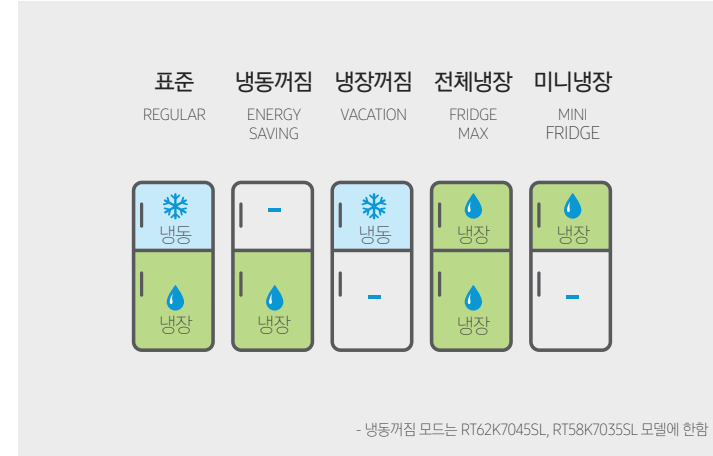 표준 냉동꺼짐 냉장꺼짐 전체냉장 미니냉장
REGULAR ENERGY VACATION FRIDGE MINI
SAVING MAX FRIDGE
냉동 냉동 냉장 냉장
냉장 냉장 냉장
- 냉동꺼짐 모드는 RT62K7045SL, RT58K7035SL 모델에 한함